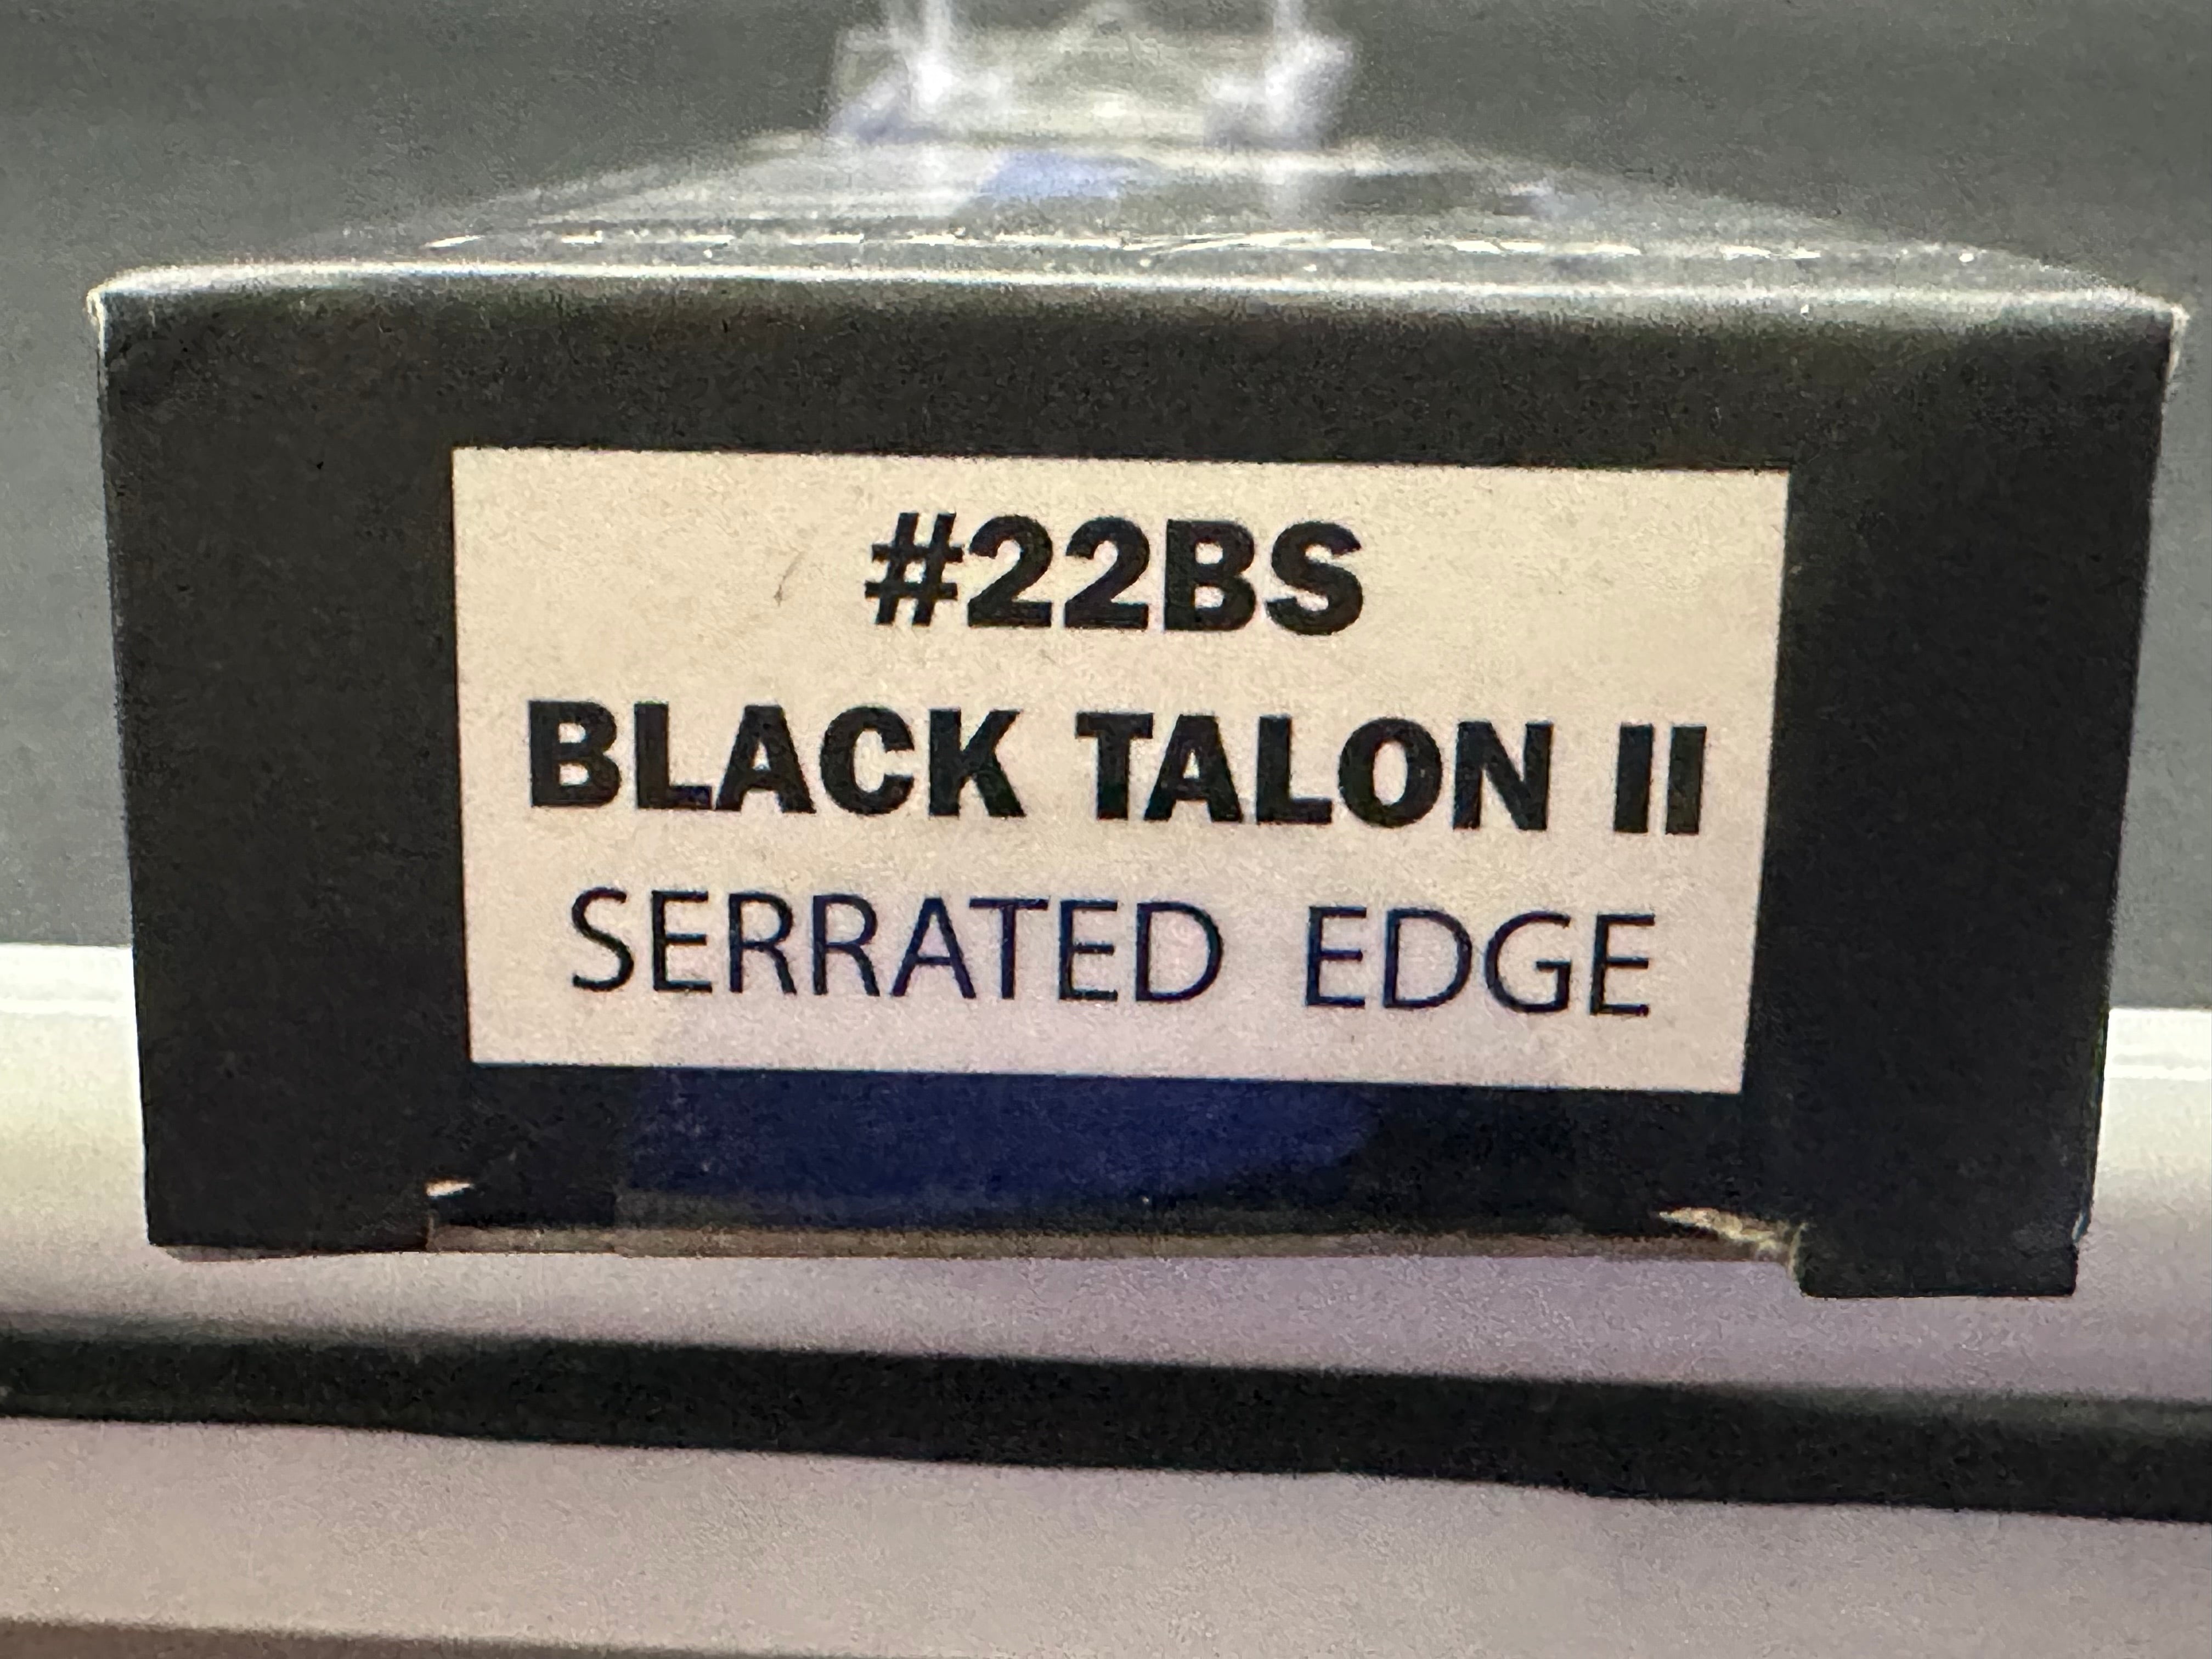 #22BS
BLACK TALON II
SERRATED EDGE